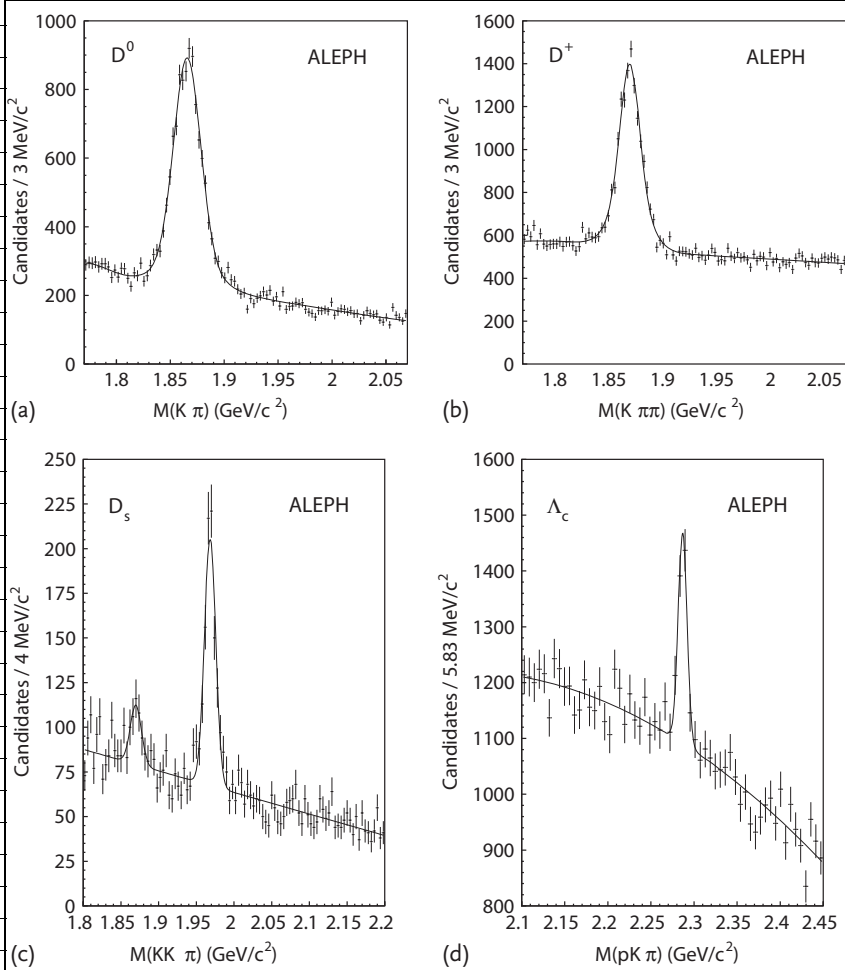 D⁰ ALEPH
Candidates / 3 MeV/c²
1000
800
600
400
200
0
1.8 1.85 1.9 1.95 2 2.05
(a) M(K π) (GeV/c ²)
D⁺ ALEPH
Candidates / 3 MeV/c²
1600
1400
1200
1000
800
600
400
200
0
1.8 1.85 1.9 1.95 2 2.05
(b) M(K ππ) (GeV/c ²)
Dₛ ALEPH
Candidates / 4 MeV/c²
250
225
200
175
150
125
100
75
50
25
0
1.8 1.85 1.9 1.95 2 2.05 2.1 2.15 2.2
(c) M(KK π) (GeV/c²)
Λc ALEPH
Candidates / 5.83 MeV/c²
1600
1500
1400
1300
1200
1100
1000
900
800
2.1 2.15 2.2 2.25 2.3 2.35 2.4 2.45
(d) M(pK π) (GeV/c²)